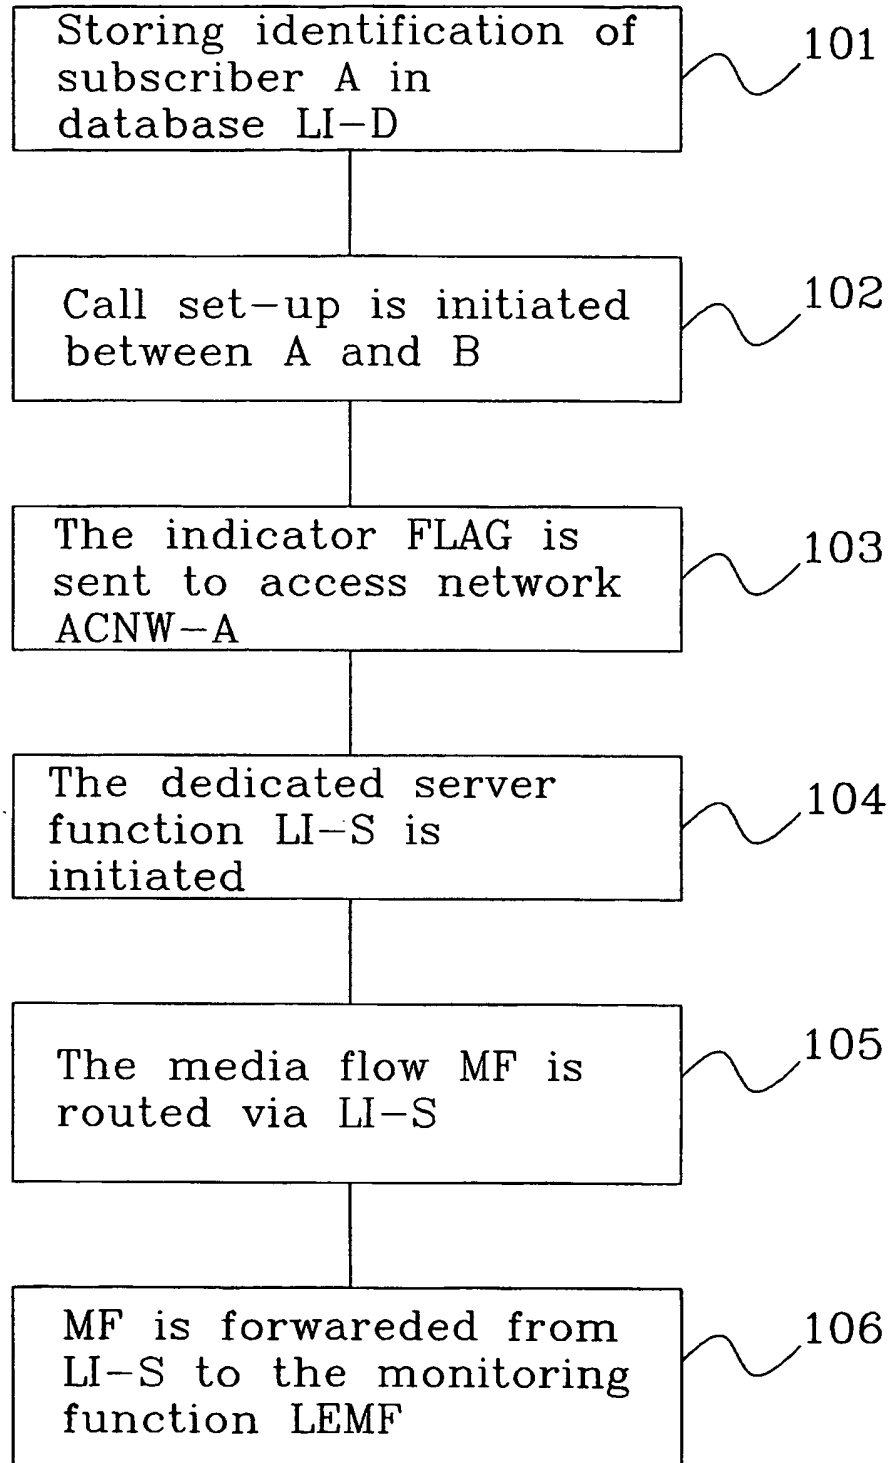 Storing identification of
subscriber A in
database LI-D
101
Call set-up is initiated
between A and B
102
The indicator FLAG is
sent to access network
ACNW-A
103
The dedicated server
function LI-S is
initiated
104
The media flow MF is
routed via LI-S
105
MF is forwareded from
LI-S to the monitoring
function LEMF
106